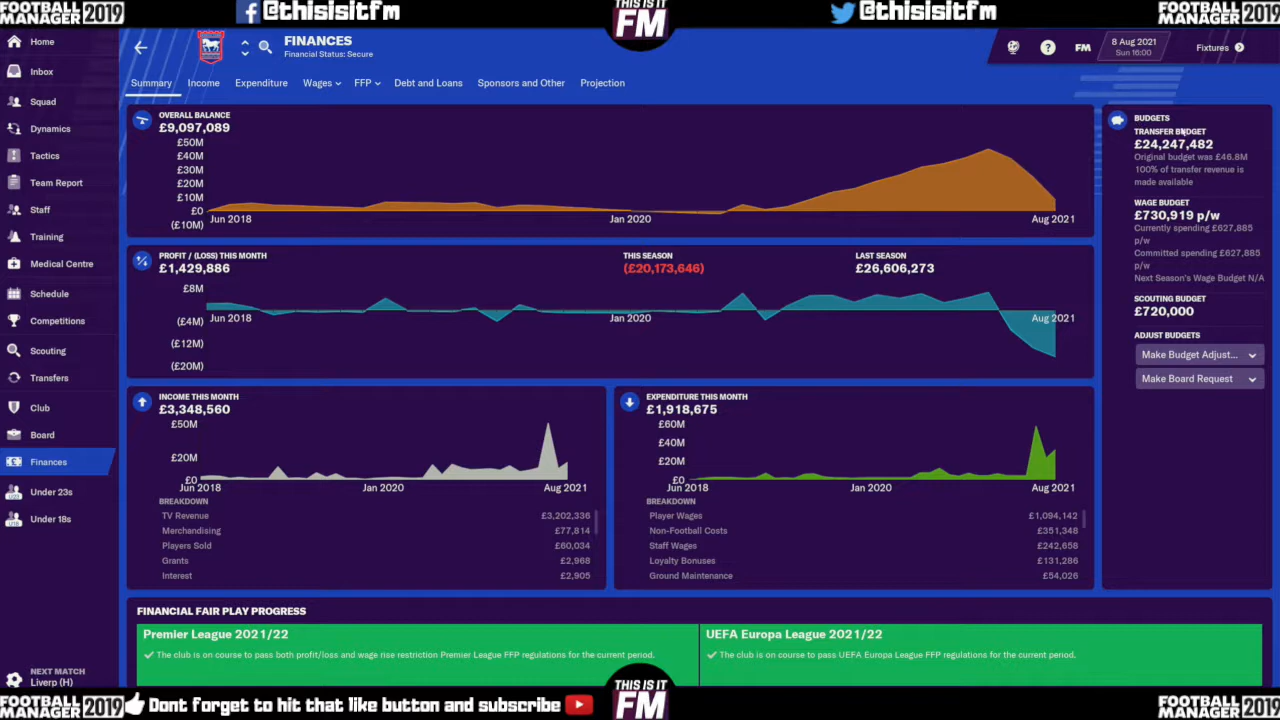 FOOTBALL MANAGER 2019
@thisisitfm
THIS IS IT FM
@thisisitfm
FOOTBALL MANAGER 2019
Home
Inbox
Squad
Dynamics
Tactics
Team Report
Staff
Training
Medical Centre
Schedule
Competitions
Scouting
Transfers
Club
Board
Finances
Under 23s
Under 18s
NEXT MATCH
Liverp (H)
FINANCES
Financial Status: Secure
FM
8 Aug 2021
Sun 16:00
Fixtures
Summary Income Expenditure Wages FFP Debt and Loans Sponsors and Other Projection
OVERALL BALANCE
£9,097,089
£50M
£40M
£30M
£20M
£10M
£0
(£10M)
Jun 2018 Jan 2020 Aug 2021
PROFIT / (LOSS) THIS MONTH
£1,429,886
THIS SEASON
(£20,173,646)
LAST SEASON
£26,606,273
£8M
(£4M)
(£12M)
(£20M)
Jun 2018 Jan 2020 Aug 2021
INCOME THIS MONTH
£3,348,560
£50M
£20M
£0
Jun 2018 Jan 2020 Aug 2021
BREAKDOWN
TV Revenue £3,202,336
Merchandising £77,814
Players Sold £60,034
Grants £2,968
Interest £2,905
EXPENDITURE THIS MONTH
£1,918,675
£60M
£40M
£20M
£0
Jun 2018 Jan 2020 Aug 2021
BREAKDOWN
Player Wages £1,094,142
Non-Football Costs £351,348
Staff Wages £242,658
Loyalty Bonuses £131,286
Ground Maintenance £54,026
BUDGETS
TRANSFER BUDGET
£24,247,482
Original budget was £46.8M
100% of transfer revenue is
made available
WAGE BUDGET
£730,919 p/w
Currently spending £627,885
p/w
Committed spending £627,885
p/w
Next Season's Wage Budget N/A
SCOUTING BUDGET
£720,000
ADJUST BUDGETS
Make Budget Adjust...
Make Board Request
FINANCIAL FAIR PLAY PROGRESS
Premier League 2021/22
The club is on course to pass both profit/loss and wage rise restriction Premier League FFP regulations for the current period.
UEFA Europa League 2021/22
The club is on course to pass UEFA Europa League FFP regulations for the current period.
FOOTBALL MANAGER 2019
Dont forget to hit that like button and subscribe
THIS IS IT FM
FOOTBALL MANAGER 2019